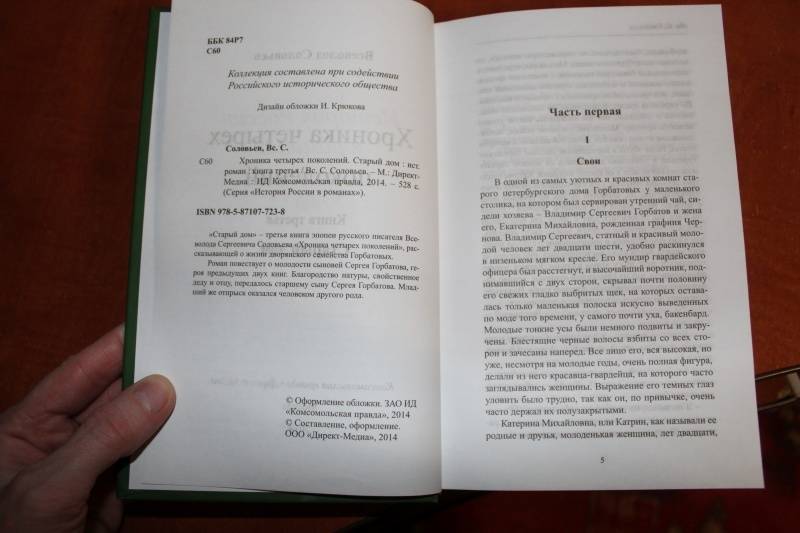 ББК 84Р7
С60
Коллекция составлена при содействии
Российского исторического общества
Дизайн обложки И. Крюкова
Соловьев, Вс. С.
С60 Хроника четырех поколений. Старый дом : ист.
роман : книга третья / Вс. С. Соловьев. – М.: Директ-
Медиа : ИД Комсомольская правда, 2014. – 528 с.
(Серия «История России в романах»).
ISBN 978-5-87107-723-8
«Старый дом» – третья книга эпопеи русского писателя Все-
волода Сергеевича Соловьева «Хроника четырех поколений», рас-
сказывающей о жизни дворянского семейства Горбатовых.
Роман повествует о молодости сыновей Сергея Горбатова, ге-
роя предыдущих двух книг. Благородство натуры, свойственное
деду и отцу, передалось старшему сыну Сергея Горбатова. Млад-
ший же отпрыск оказался человеком другого рода.
© Оформление обложки. ЗАО ИД
«Комсомольская правда», 2014
© Составление, оформление.
ООО «Директ-Медиа», 2014
Часть первая
I
Свои
В одной из самых уютных и красивых комнат ста-
рого петербургского дома Горбатовых у маленького
столика, на котором был сервирован утренний чай, си-
дели хозяева – Владимир Сергеевич Горбатов и жена
его, Екатерина Михайловна, рожденная графиня Чер-
нова. Владимир Сергеевич, статный и красивый моло-
дой человек лет двадцати шести, удобно раскинулся
в низеньком мягком кресле. Его мундир гвардейского
офицера был расстегнут, и высочайший воротник, под-
нимавшийся с двух сторон, скрывал почти половину
его свежих гладко выбритых щек, на которых остава-
лась только маленькая полоска искусно выведенных
по моде того времени, у самого почти уха, бакенбард.
Молодые тонкие усы были немного подвиты и закру-
чены. Блестящие черные волосы взбиты со всех сто-
рон и зачесаны наперед. Все лицо его, вся высокая, но
уже, несмотря на молодые годы, очень полная фигура,
делали из него красавца-гвардейца, на которого часто
заглядывались женщины. Выражение его темных глаз
уловить было трудно, так как он, по привычке, очень
часто держал их полузакрытыми.
Катерина Михайловна, или Катрин, как называли ее
родные и друзья, молоденькая женщина, лет двадцати,
5